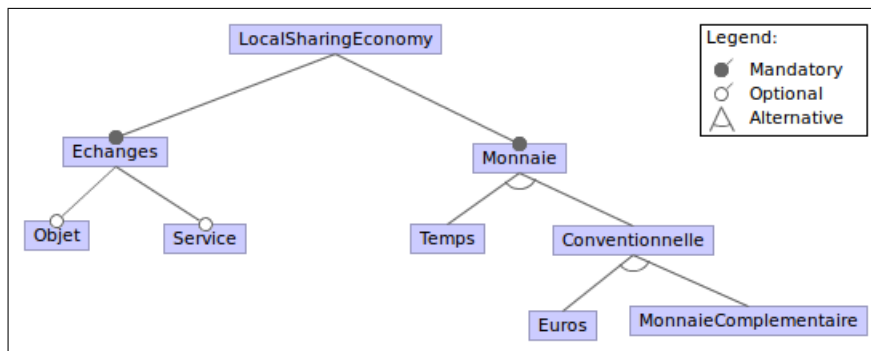 LocalSharingEconomy
Legend:
Mandatory
Optional
Alternative
Echanges
Monnaie
Objet
Service
Temps
Conventionnelle
Euros
MonnaieComplementaire